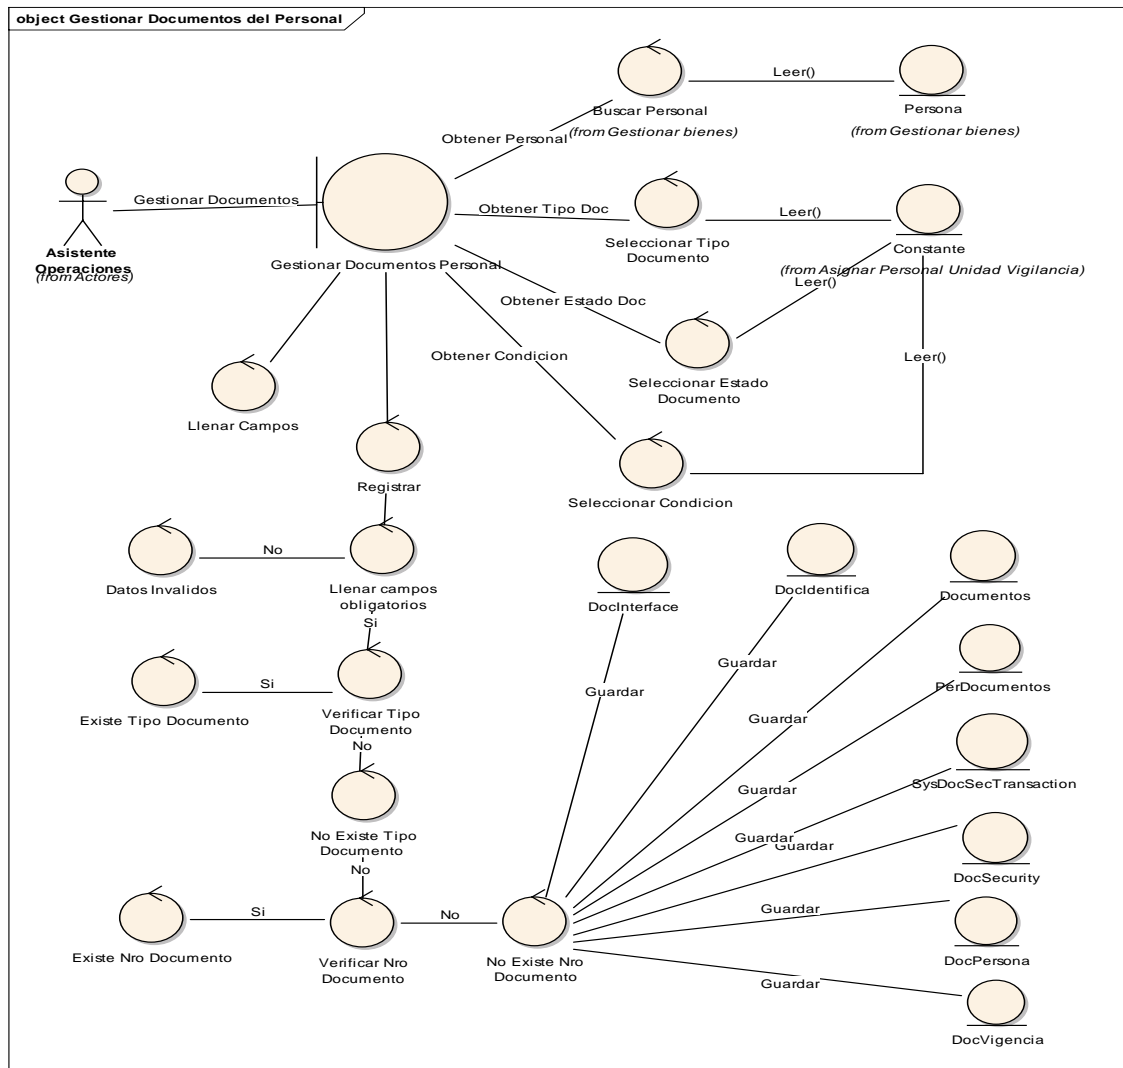 object Gestionar Documentos del Personal
Leer()
Buscar Personal
Persona
(from Gestionar bienes)
(from Gestionar bienes)
Obtener Personal
Gestionar Documentos
Obtener Tipo Doc
Leer()
Seleccionar Tipo
Documento
Constante
Asistente
Operaciones
(from Actores)
Gestionar Documentos Personal
(from Asignar Personal Unidad Vigilancia)
Leer()
Obtener Estado Doc
Obtener Condicion
Leer()
Seleccionar Estado
Documento
Llenar Campos
Registrar
Seleccionar Condicion
No
Datos Invalidos
Llenar campos
obligatorios
DocInterface
DocIdentifica
Documentos
Si
Guardar
Guardar
Si
PerDocumentos
Existe Tipo Documento
Verificar Tipo
Documento
Guardar
No
SysDocSecTransaction
Guardar
No Existe Tipo
Documento
Guardar
Guardar
No
DocSecurity
Si
No
Guardar
Existe Nro Documento
Verificar Nro
Documento
No Existe Nro
Documento
DocPersona
Guardar
DocVigencia